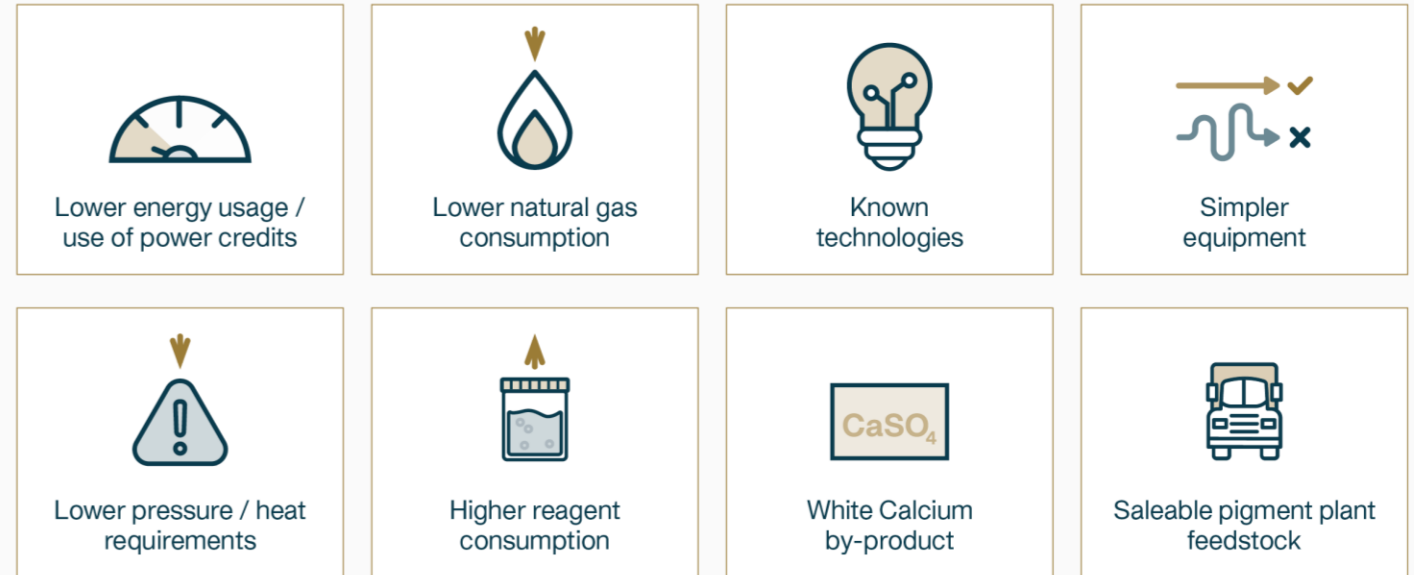 Lower energy usage /
use of power credits
Lower natural gas
consumption
Known
technologies
Simpler
equipment
Lower pressure / heat
requirements
Higher reagent
consumption
CaSO₄
White Calcium
by-product
Saleable pigment plant
feedstock